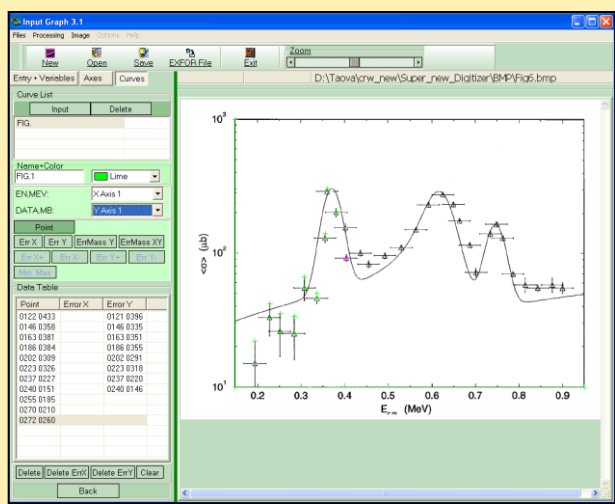 Input Graph 3.1
Files Processing Image Options Help
New Open Save EXFOR File Exit Zoom
Entry + Variables Axes Curves
D:\Taova\crw_new\Super_new_Digitizer\BMP\Fig6.bmp
Curve List
Input Delete
FIG.
Name+Color
FIG.1 Lime
EN,MEV: X Axis 1
DATA,MB: Y Axis 1
Point
Err X Err Y ErrMass Y ErrMass XY
Err X+ Err X- Err Y+ Err Y-
Min Max
Data Table
Point Error X Error Y
0122 0433 0121 0396
0146 0358 0146 0335
0163 0381 0163 0351
0186 0384 0186 0355
0202 0309 0202 0291
0223 0326 0223 0318
0237 0227 0237 0220
0240 0151 0240 0146
0255 0185
0270 0210
0272 0260
Delete Delete ErrX Delete ErrY Clear
Back
10³
10²
10¹
<σ> (μb)
0.2 0.3 0.4 0.5 0.6 0.7 0.8 0.9
(MeV)